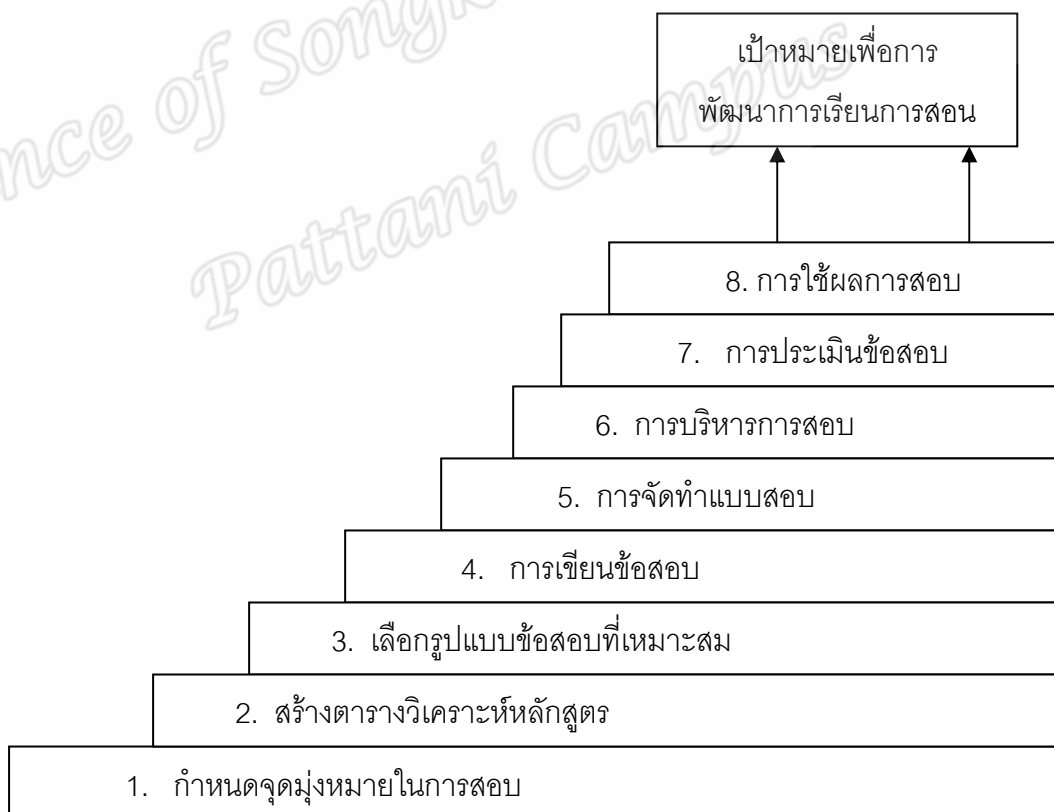 nce of Songk
Pattani Campus
เป้าหมายเพื่อการ
พัฒนาการเรียนการสอน
8. การใช้ผลการสอบ
7. การประเมินข้อสอบ
6. การบริหารการสอบ
5. การจัดทำแบบสอบ
4. การเขียนข้อสอบ
3. เลือกรูปแบบข้อสอบที่เหมาะสม
2. สร้างตารางวิเคราะห์หลักสูตร
1. กำหนดจุดมุ่งหมายในการสอบ